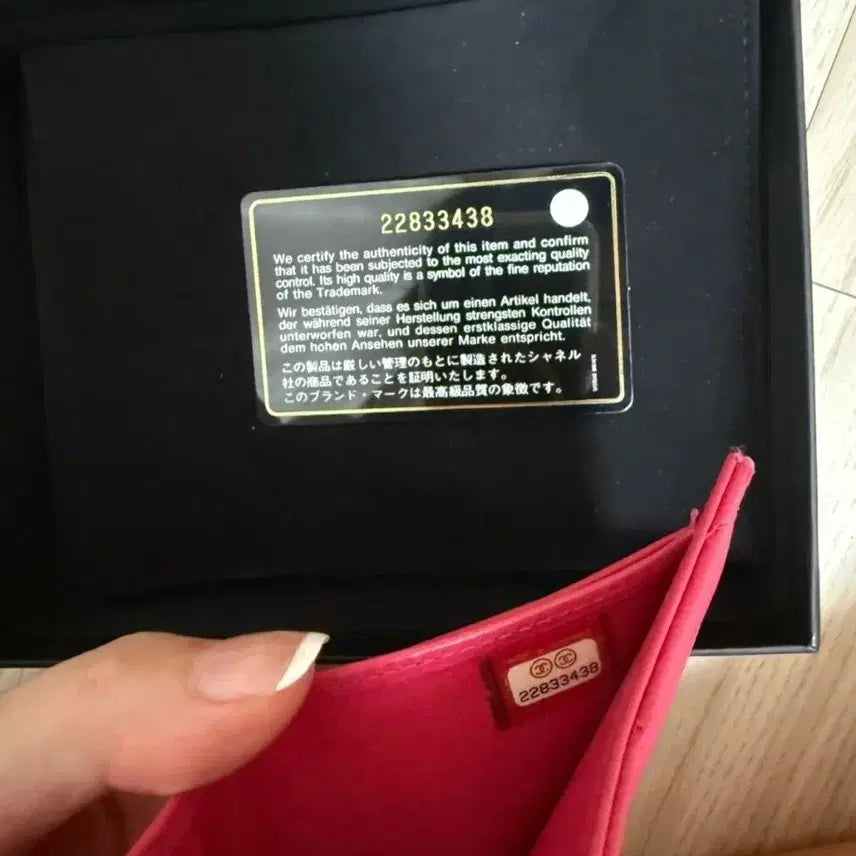 22833438
We certify the authenticity of this item and confirm
that it has been subjected to the most exacting quality
control. Its high quality is a symbol of the fine reputation
of the Trademark.
Wir bestätigen, dass es sich um einen Artikel handelt,
der während seiner Herstellung strengsten Kontrollen
unterworfen war, und dessen erstklassige Qualität
dem hohen Ansehen unserer Marke entspricht.
この製品は厳しい管理のもとに製造されたシャネル
社の商品であることを証明いたします。
このブランド・マークは最高級品質の象徴です。
22833438